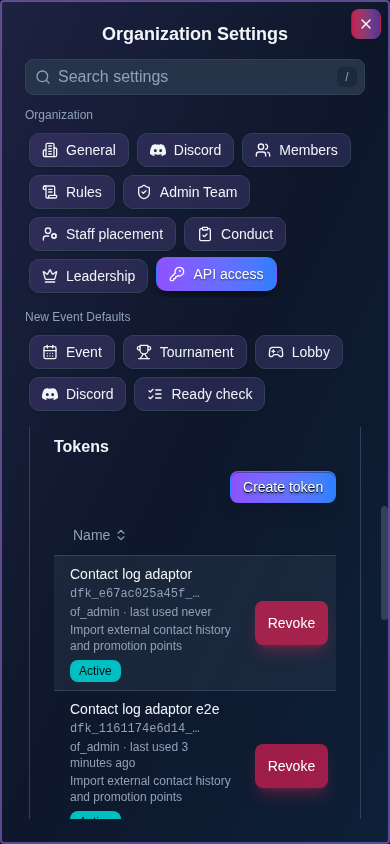 Organization Settings
Search settings /
Organization
General Discord Members
Rules Admin Team
Staff placement Conduct
Leadership API access
New Event Defaults
Event Tournament Lobby
Discord Ready check
Tokens
Create token
Name
Contact log adaptor
dfk_e67ac025a45f_…
of_admin · last used never
Import external contact history
and promotion points
Active
Revoke
Contact log adaptor e2e
dfk_1161174e6d14_…
of_admin · last used 3
minutes ago
Import external contact history
and promotion points
Active
Revoke